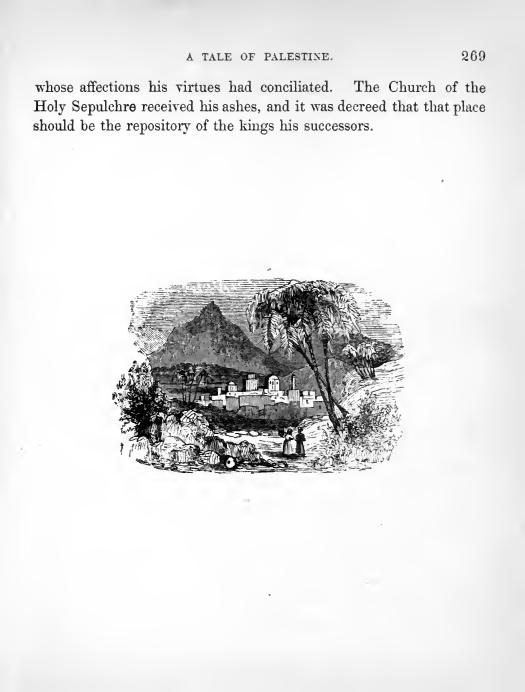 A TALE OF PALESTINE. 269
whose affections his virtues had conciliated. The Church of the
Holy Sepulchre received his ashes, and it was decreed that that place
should be the repository of the kings his successors.